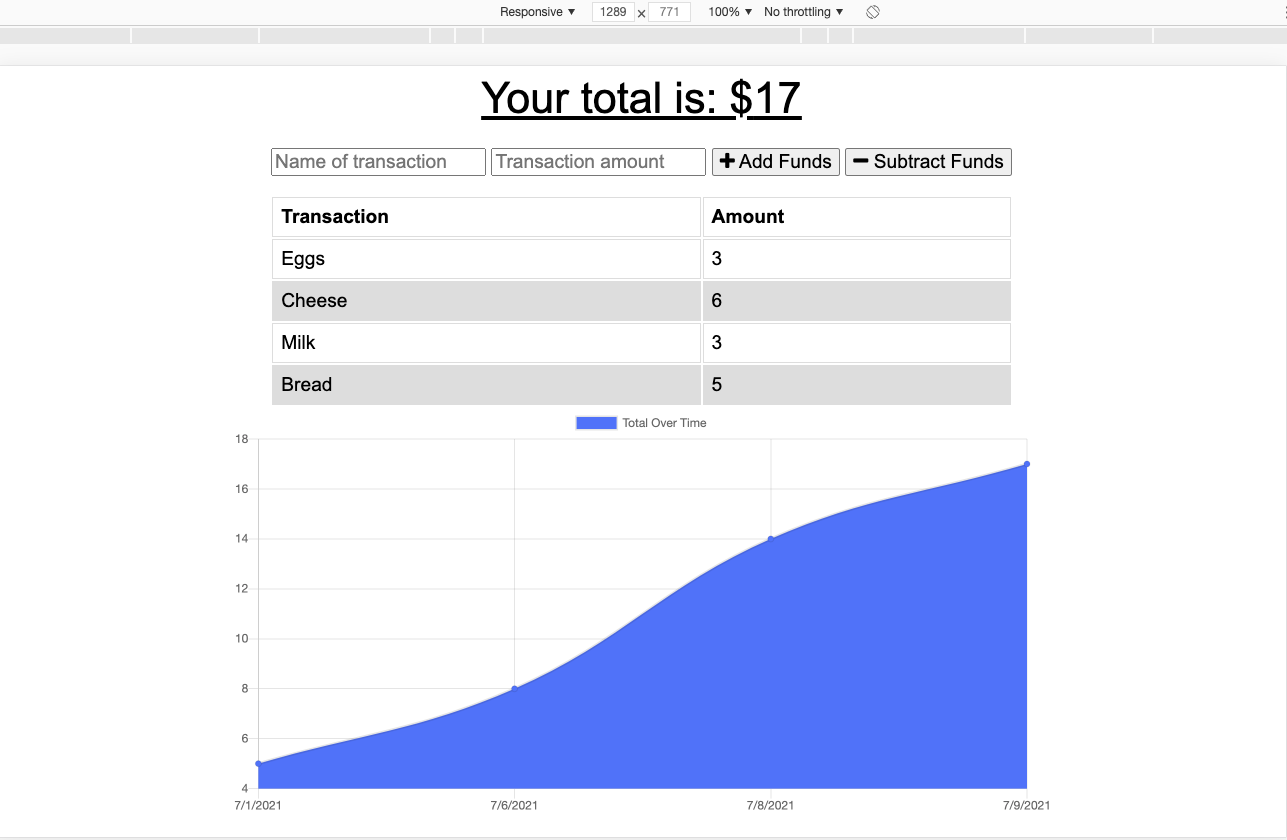 Responsive ▼ 1289 x 771 100% ▼ No throttling ▼
Your total is: $17
Name of transaction Transaction amount + Add Funds − Subtract Funds
Transaction Amount
Eggs 3
Cheese 6
Milk 3
Bread 5
Total Over Time
18
16
14
12
10
8
6
4
7/1/2021 7/6/2021 7/8/2021 7/9/2021